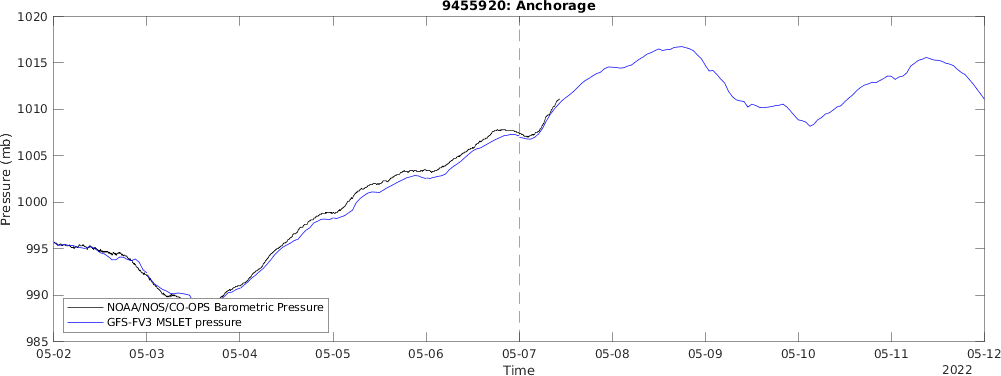 9455920: Anchorage
1020
1015
1010
1005
1000
995
990
985
Pressure (mb)
NOAA/NOS/CO-OPS Barometric Pressure
GFS-FV3 MSLET pressure
05-02 05-03 05-04 05-05 05-06 05-07 05-08 05-09 05-10 05-11 05-12
Time
2022